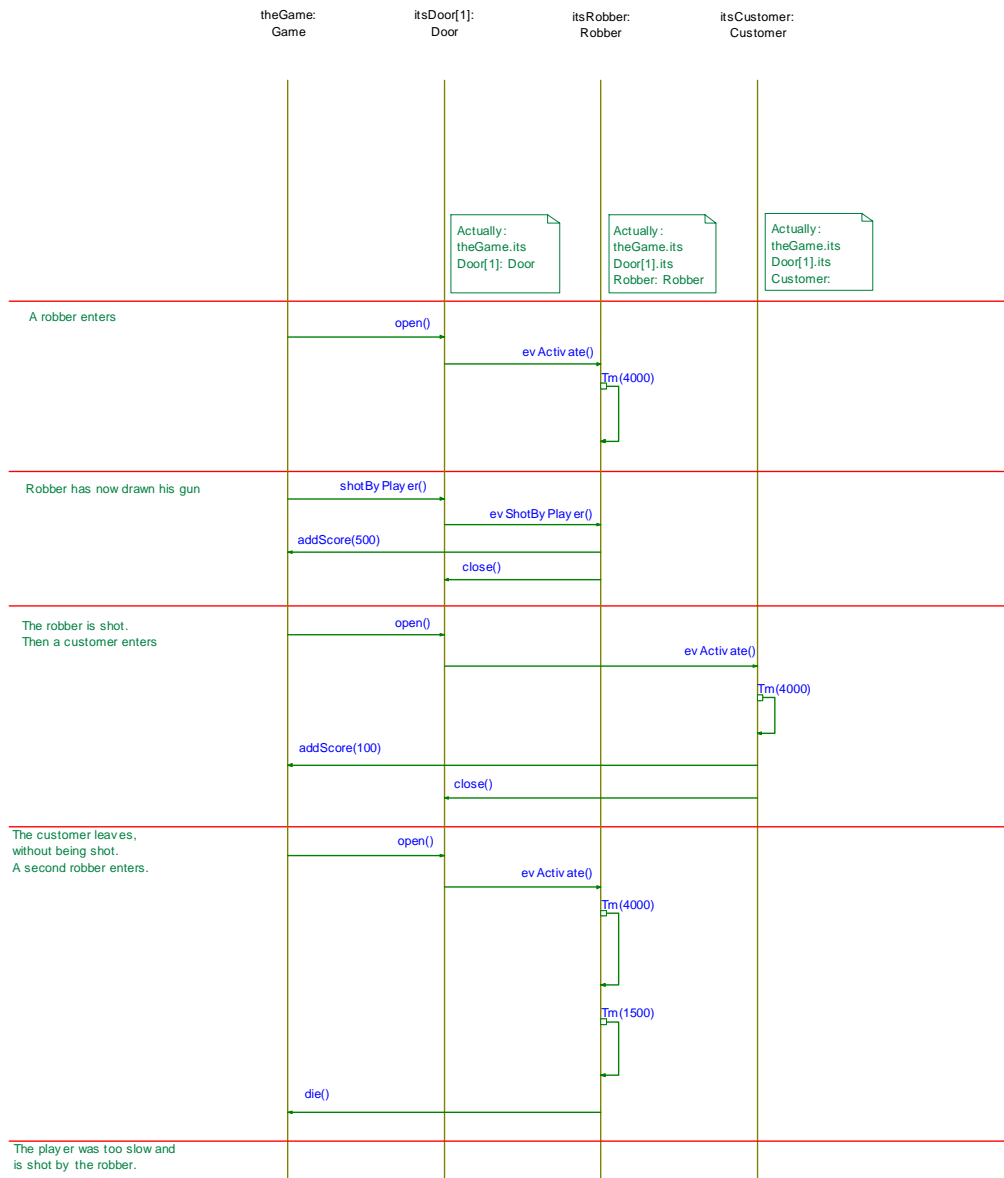 theGame:
Game
itsDoor[1]:
Door
itsRobber:
Robber
itsCustomer:
Customer
Actually:
theGame.its
Door[1]: Door
Actually:
theGame.its
Door[1].its
Robber: Robber
Actually:
theGame.its
Door[1].its
Customer:
A robber enters
open()
evActivate()
Tm(4000)
Robber has now drawn his gun
shotByPlayer()
evShotByPlayer()
addScore(500)
close()
The robber is shot.
Then a customer enters
open()
evActivate()
Tm(4000)
addScore(100)
close()
The customer leaves,
without being shot.
A second robber enters.
open()
evActivate()
Tm(4000)
Tm(1500)
die()
The player was too slow and
is shot by the robber.